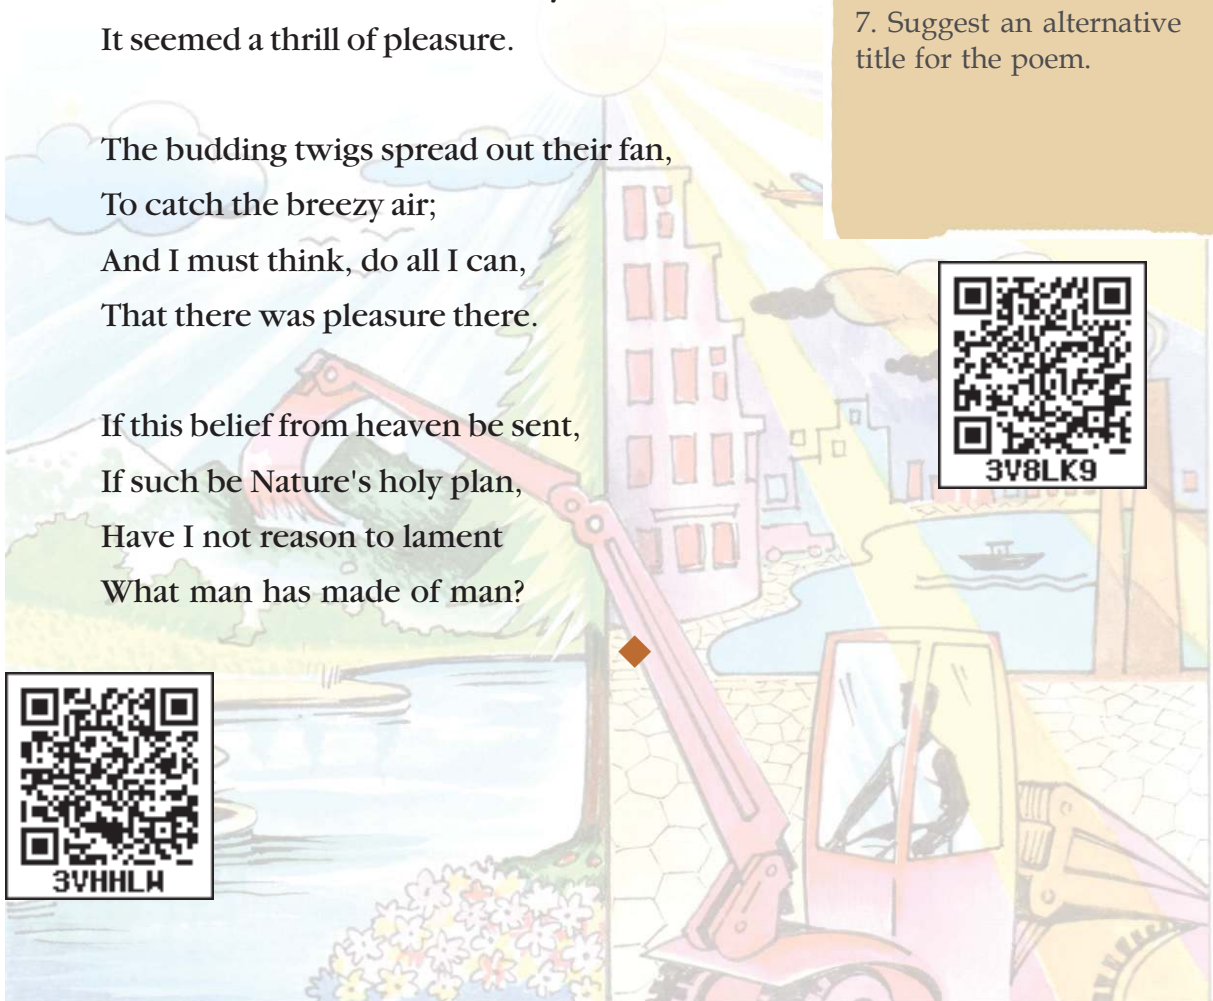 It seemed a thrill of pleasure.
The budding twigs spread out their fan,
To catch the breezy air;
And I must think, do all I can,
That there was pleasure there.
If this belief from heaven be sent,
If such be Nature's holy plan,
Have I not reason to lament
What man has made of man?
7. Suggest an alternative
title for the poem.
3V8LK9
3VHHLW